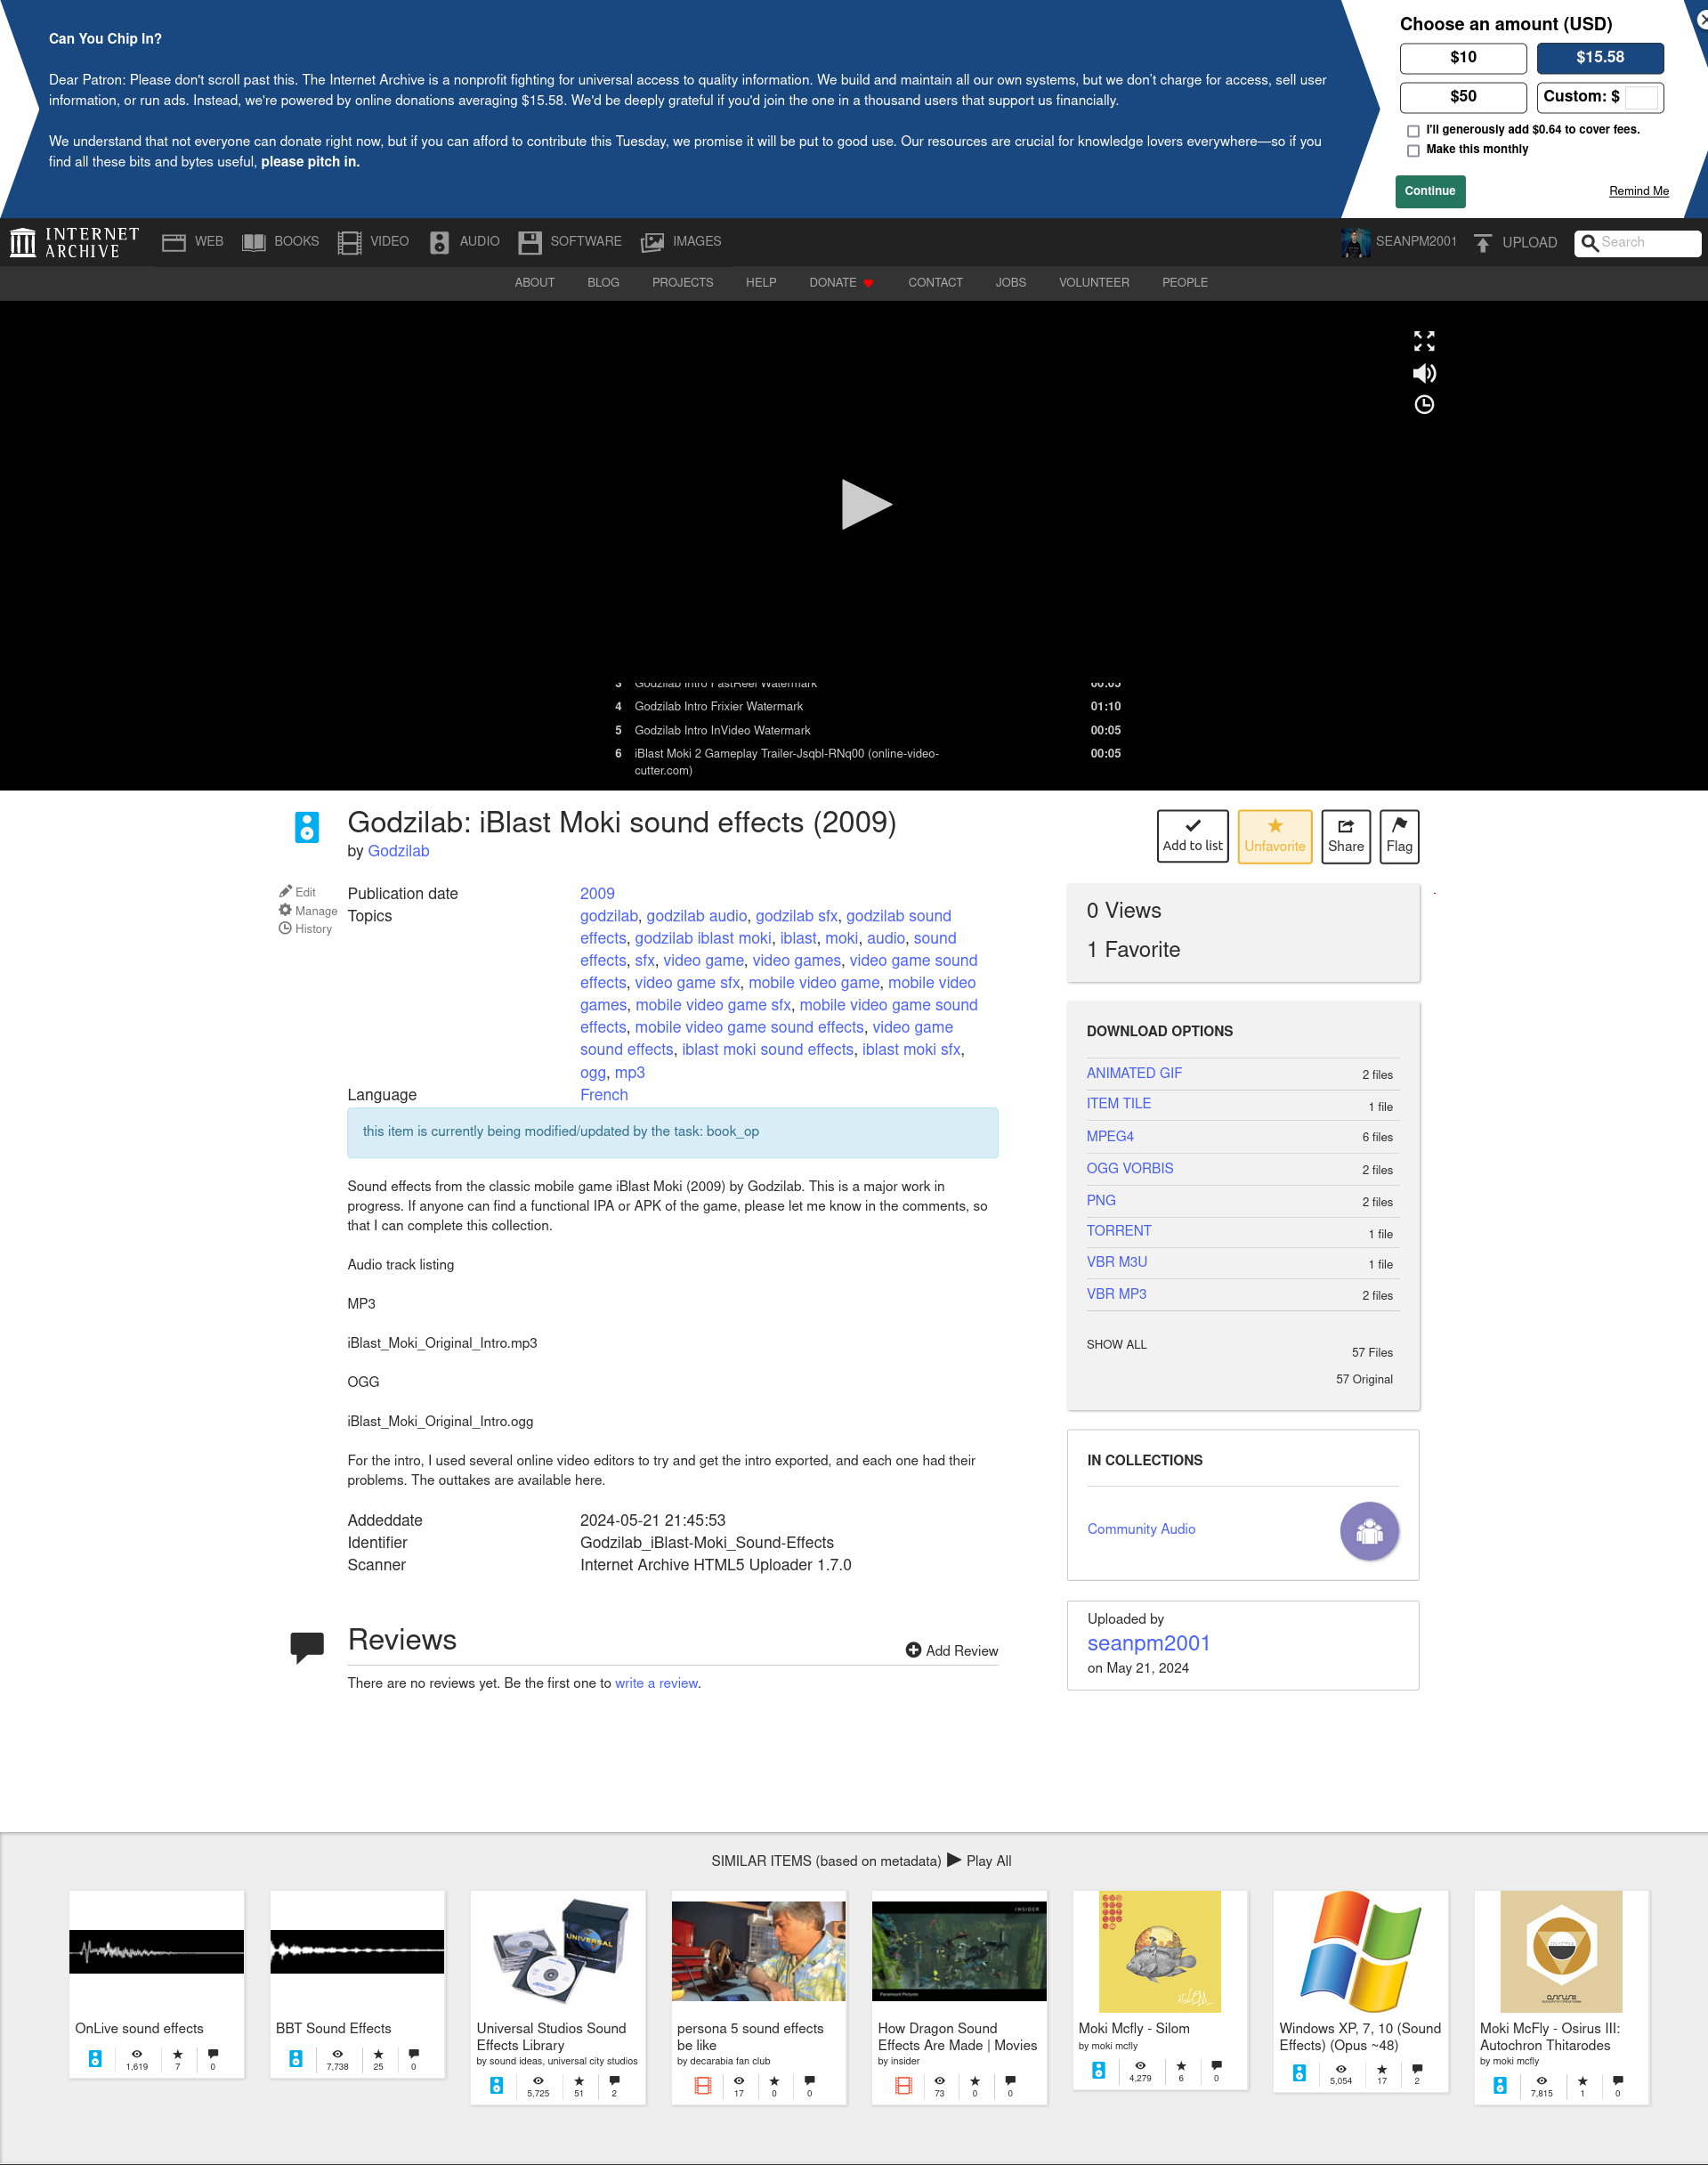 Can You Chip In?
Dear Patron: Please don't scroll past this. The Internet Archive is a nonprofit fighting for universal access to quality information. We build and maintain all our own systems, but we don't charge for access, sell user
information, or run ads. Instead, we're powered by online donations averaging $15.58. We'd be deeply grateful if you'd join the one in a thousand users that support us financially.
We understand that not everyone can donate right now, but if you can afford to contribute this Tuesday, we promise it will be put to good use. Our resources are crucial for knowledge lovers everywhere—so if you
find all these bits and bytes useful, please pitch in.
Choose an amount (USD)
$10 $15.58
$50 Custom: $
I'll generously add $0.64 to cover fees.
Make this monthly
Continue Remind Me
INTERNET
ARCHIVE
WEB BOOKS VIDEO AUDIO SOFTWARE IMAGES SEANPM2001 UPLOAD Search
ABOUT BLOG PROJECTS HELP DONATE CONTACT JOBS VOLUNTEER PEOPLE
3 Godzilab Intro FastReel Watermark 00:05
4 Godzilab Intro Frixier Watermark 01:10
5 Godzilab Intro InVideo Watermark 00:05
6 iBlast Moki 2 Gameplay Trailer-JsqbI-RNq00 (online-video- 00:05
cutter.com)
Godzilab: iBlast Moki sound effects (2009)
by Godzilab
Add to list Unfavorite Share Flag
Edit
Manage
History
Publication date 2009
Topics godzilab, godzilab audio, godzilab sfx, godzilab sound
effects, godzilab iblast moki, iblast, moki, audio, sound
effects, sfx, video game, video games, video game sound
effects, video game sfx, mobile video game, mobile video
games, mobile video game sfx, mobile video game sound
effects, mobile video game sound effects, video game
sound effects, iblast moki sound effects, iblast moki sfx,
ogg, mp3
Language French
this item is currently being modified/updated by the task: book_op
Sound effects from the classic mobile game iBlast Moki (2009) by Godzilab. This is a major work in
progress. If anyone can find a functional IPA or APK of the game, please let me know in the comments, so
that I can complete this collection.
Audio track listing
MP3
iBlast_Moki_Original_Intro.mp3
OGG
iBlast_Moki_Original_Intro.ogg
For the intro, I used several online video editors to try and get the intro exported, and each one had their
problems. The outtakes are available here.
Addeddate 2024-05-21 21:45:53
Identifier Godzilab_iBlast-Moki_Sound-Effects
Scanner Internet Archive HTML5 Uploader 1.7.0
Reviews
Add Review
There are no reviews yet. Be the first one to write a review.
0 Views
1 Favorite
DOWNLOAD OPTIONS
ANIMATED GIF 2 files
ITEM TILE 1 file
MPEG4 6 files
OGG VORBIS 2 files
PNG 2 files
TORRENT 1 file
VBR M3U 1 file
VBR MP3 2 files
SHOW ALL 57 Files
57 Original
IN COLLECTIONS
Community Audio
Uploaded by
seanpm2001
on May 21, 2024
SIMILAR ITEMS (based on metadata) Play All
OnLive sound effects
1,619 7 0
BBT Sound Effects
7,738 25 0
UNIVERSAL
Universal Studios Sound
Effects Library
by sound ideas, universal city studios
5,725 51 2
persona 5 sound effects
be like
by decarabia fan club
17 0 0
INSIDER
Paramount Pictures
How Dragon Sound
Effects Are Made | Movies
by insider
73 0 0
Moki Mcfly - Silom
by moki mcfly
4,279 6 0
Windows XP, 7, 10 (Sound
Effects) (Opus ~48)
5,054 17 2
Moki McFly - Osirus III:
Autochron Thitarodes
by moki mcfly
7,815 1 0